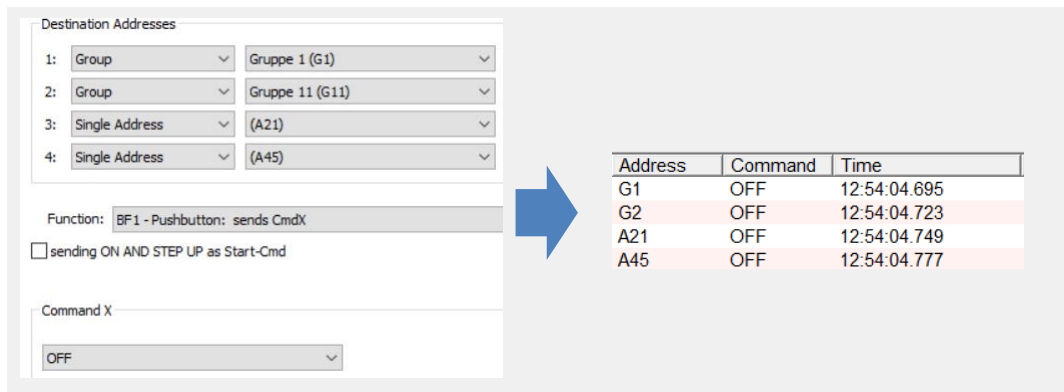 Destination Addresses
1: Group Gruppe 1 (G1)
2: Group Gruppe 11 (G11)
3: Single Address (A21)
4: Single Address (A45)
Function: BF1 - Pushbutton: sends CmdX
sending ON AND STEP UP as Start-Cmd
Command X
OFF
Address Command Time
G1 OFF 12:54:04.695
G2 OFF 12:54:04.723
A21 OFF 12:54:04.749
A45 OFF 12:54:04.777